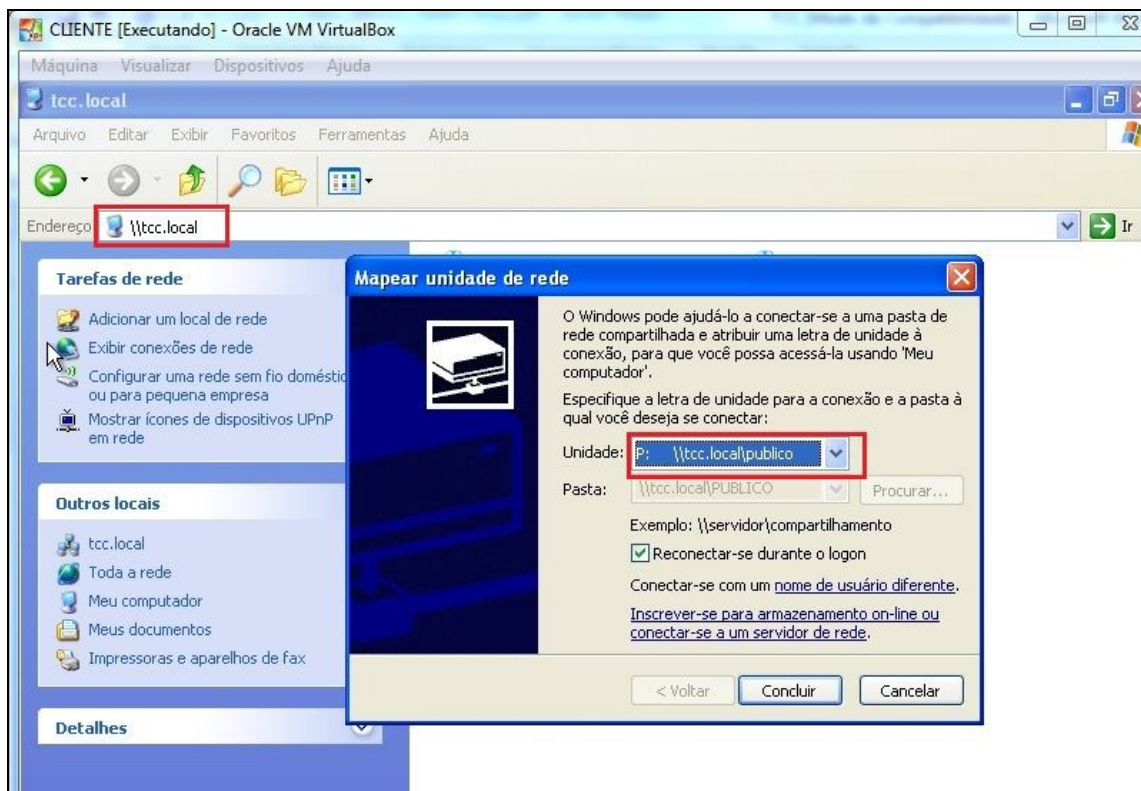 CLIENTE [Executando] - Oracle VM VirtualBox
Máquina Visualizar Dispositivos Ajuda
tcc.local
Arquivo Editar Exibir Favoritos Ferramentas Ajuda
Endereço \\tcc.local
Ir
Tarefas de rede
Adicionar um local de rede
Exibir conexões de rede
Configurar uma rede sem fio doméstic
ou para pequena empresa
Mostrar ícones de dispositivos UPnP
em rede
Outros locais
tcc.local
Toda a rede
Meu computador
Meus documentos
Impressoras e aparelhos de fax
Detalhes
Mapear unidade de rede
O Windows pode ajudá-lo a conectar-se a uma pasta de
rede compartilhada e atribuir uma letra de unidade à
conexão, para que você possa acessá-la usando 'Meu
computador'.
Especifique a letra de unidade para a conexão e a pasta à
qual você deseja se conectar:
Unidade: P: \\tcc.local\publico
Pasta: \\tcc.local\PUBLICO Procurar...
Exemplo: \\servidor\compartilhamento
Reconectar-se durante o logon
Conectar-se com um nome de usuário diferente.
Inscrever-se para armazenamento on-line ou
conectar-se a um servidor de rede.
< Voltar Concluir Cancelar